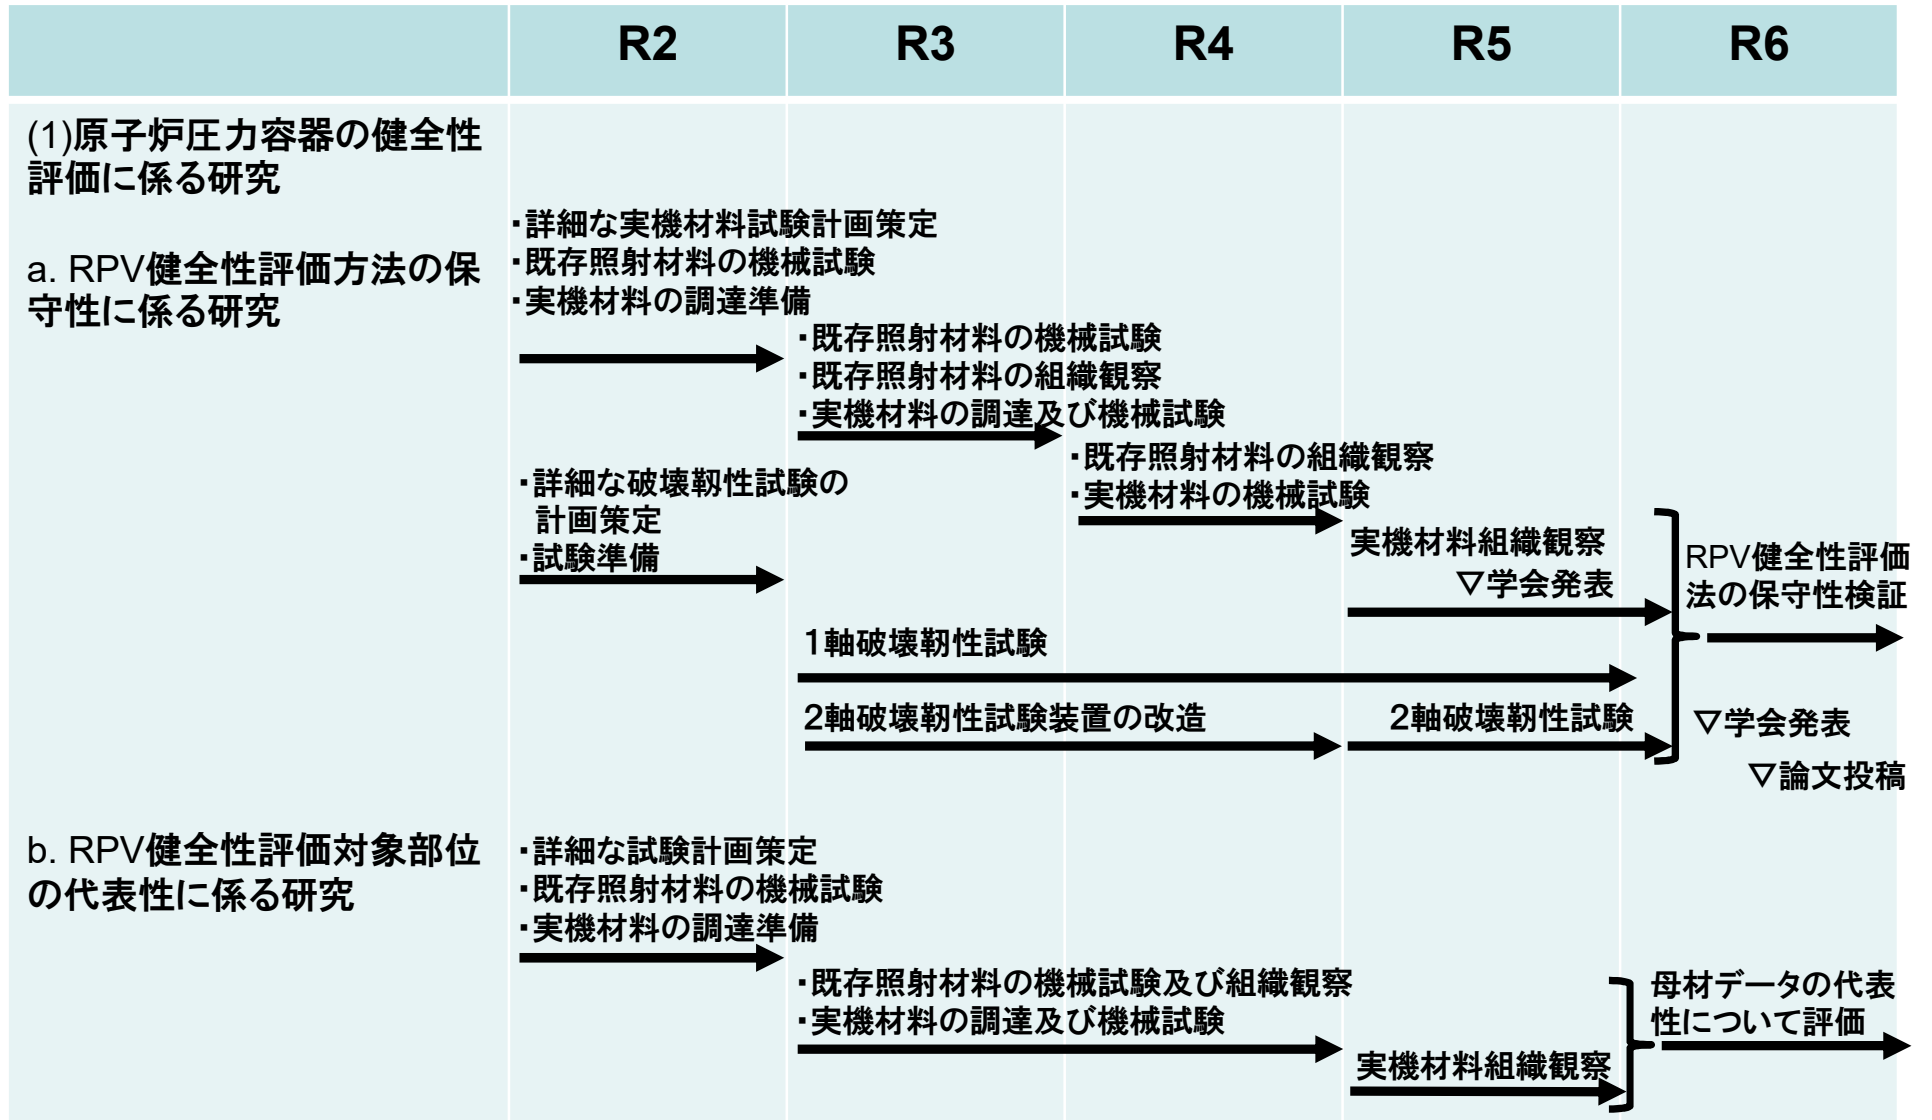 R2
R3
R4
R5
R6
(1)原子炉圧力容器の健全性
評価に係る研究
a. RPV健全性評価方法の保
守性に係る研究
・詳細な実機材料試験計画策定
・既存照射材料の機械試験
・実機材料の調達準備
・既存照射材料の機械試験
・既存照射材料の組織観察
・実機材料の調達及び機械試験
・既存照射材料の組織観察
・実機材料の機械試験
・詳細な破壊靱性試験の
計画策定
・試験準備
実機材料組織観察
▽学会発表
RPV健全性評価
法の保守性検証
1軸破壊靱性試験
2軸破壊靱性試験装置の改造
2軸破壊靱性試験
▽学会発表
▽論文投稿
b. RPV健全性評価対象部位
の代表性に係る研究
・詳細な試験計画策定
・既存照射材料の機械試験
・実機材料の調達準備
・既存照射材料の機械試験及び組織観察
・実機材料の調達及び機械試験
実機材料組織観察
母材データの代表
性について評価